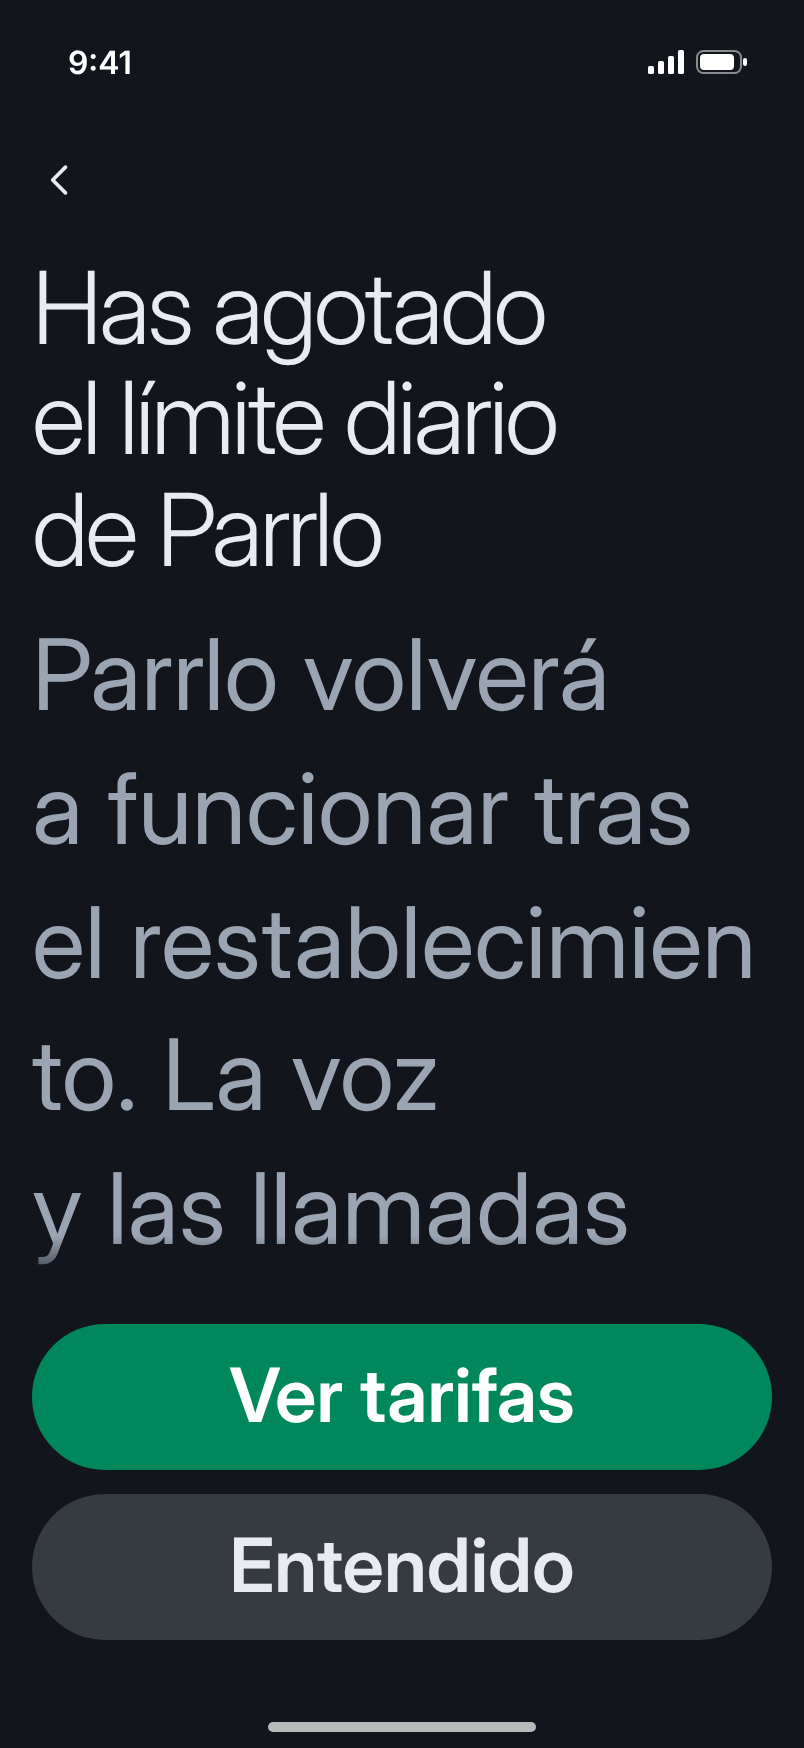 9:41
Has agotado
el límite diario
de Parrlo
Parrlo volverá
a funcionar tras
el restablecimien
to. La voz
y las llamadas
Ver tarifas
Entendido